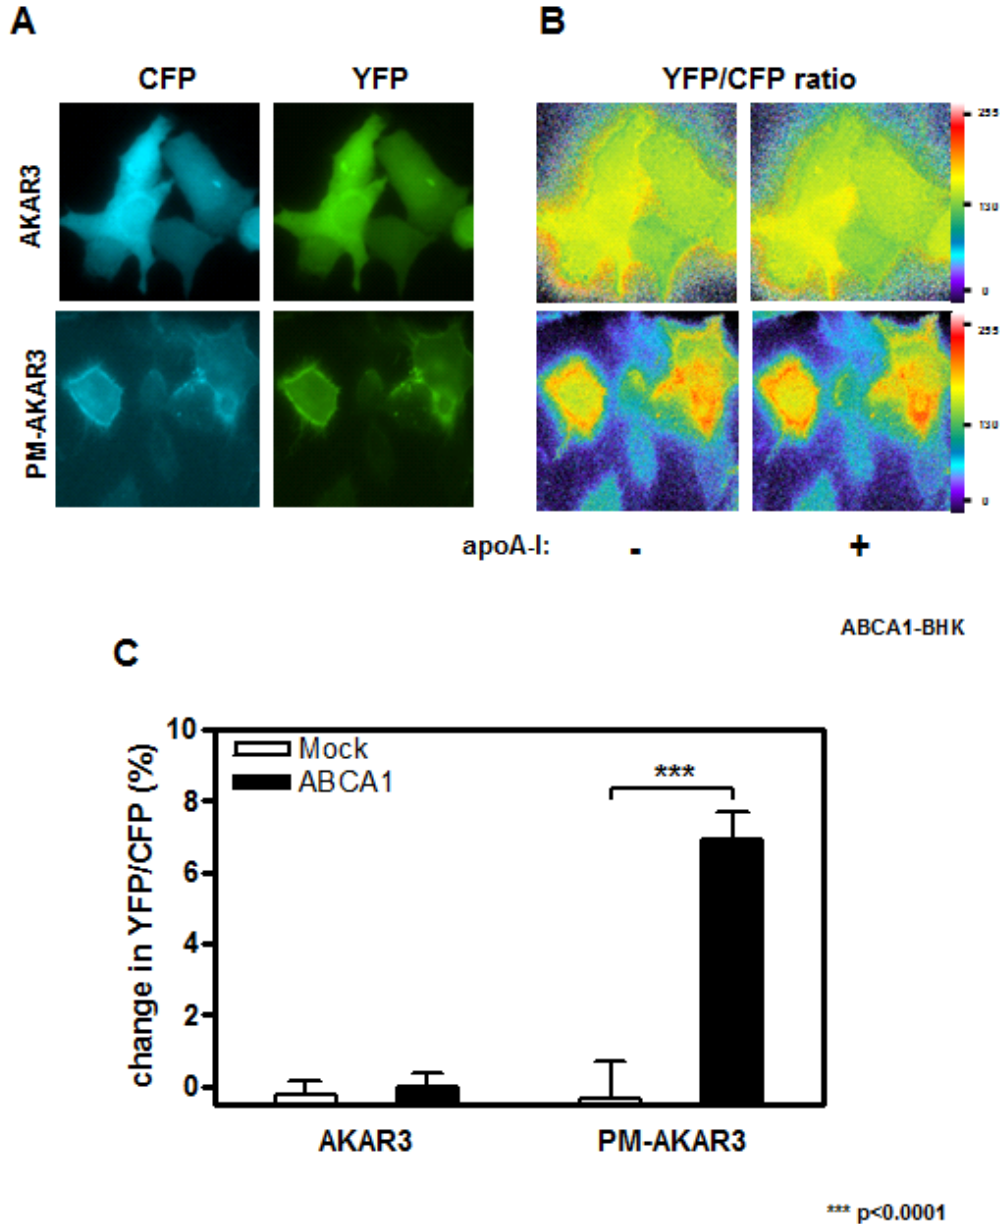 A
B
CFP YFP
YFP/CFP ratio
AKAR3
255
130
0
PM-AKAR3
255
130
0
apoA-I: - +
ABCA1-BHK
C
change in YFP/CFP (%)
10
8
6
4
2
0
Mock
ABCA1
***
AKAR3 PM-AKAR3
*** p<0.0001